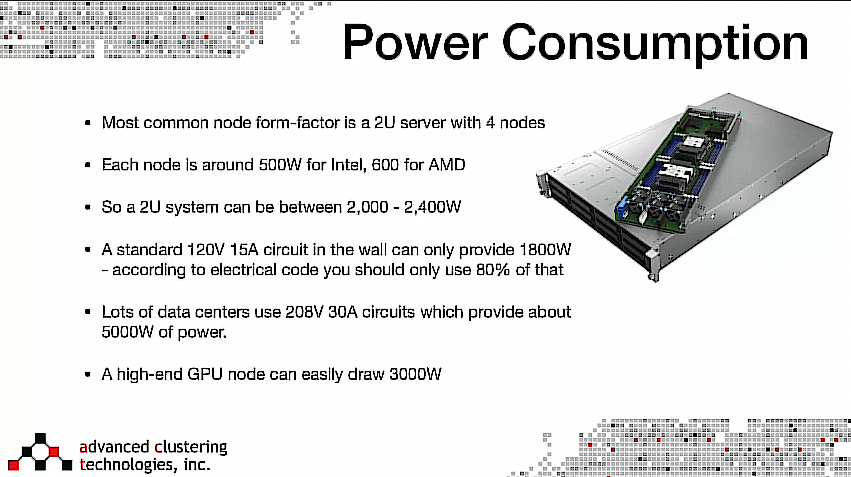 Power Consumption
• Most common node form-factor is a 2U server with 4 nodes
• Each node is around 500W for Intel, 600 for AMD
• So a 2U system can be between 2,000 - 2,400W
• A standard 120V 15A circuit in the wall can only provide 1800W
- according to electrical code you should only use 80% of that
• Lots of data centers use 208V 30A circuits which provide about
5000W of power.
• A high-end GPU node can easily draw 3000W
advanced clustering
technologies, inc.